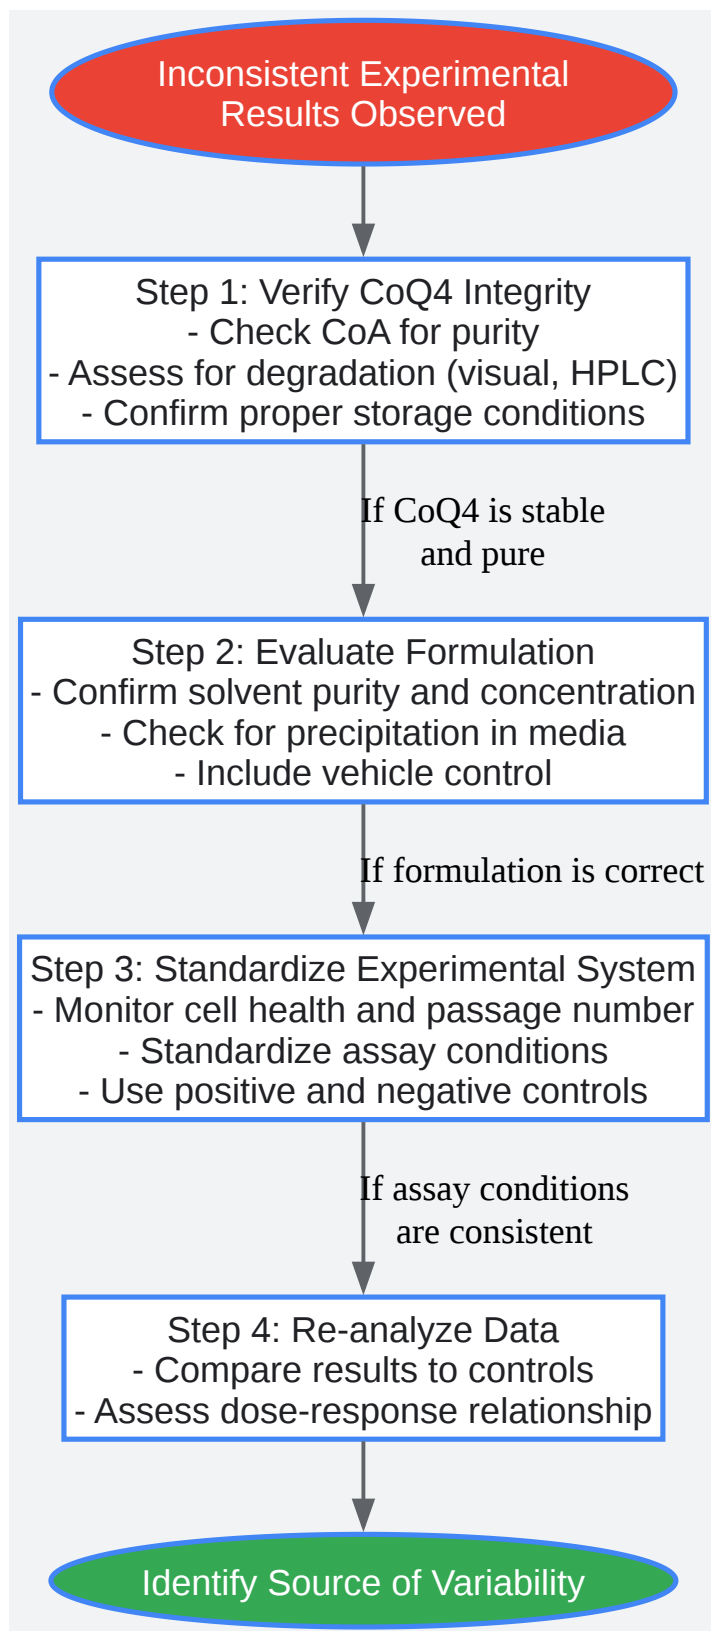 Inconsistent Experimental
Results Observed
Step 1: Verify CoQ4 Integrity
- Check CoA for purity
- Assess for degradation (visual, HPLC)
- Confirm proper storage conditions
If CoQ4 is stable
and pure
Step 2: Evaluate Formulation
- Confirm solvent purity and concentration
- Check for precipitation in media
- Include vehicle control
If formulation is correct
Step 3: Standardize Experimental System
- Monitor cell health and passage number
- Standardize assay conditions
- Use positive and negative controls
If assay conditions
are consistent
Step 4: Re-analyze Data
- Compare results to controls
- Assess dose-response relationship
Identify Source of Variability